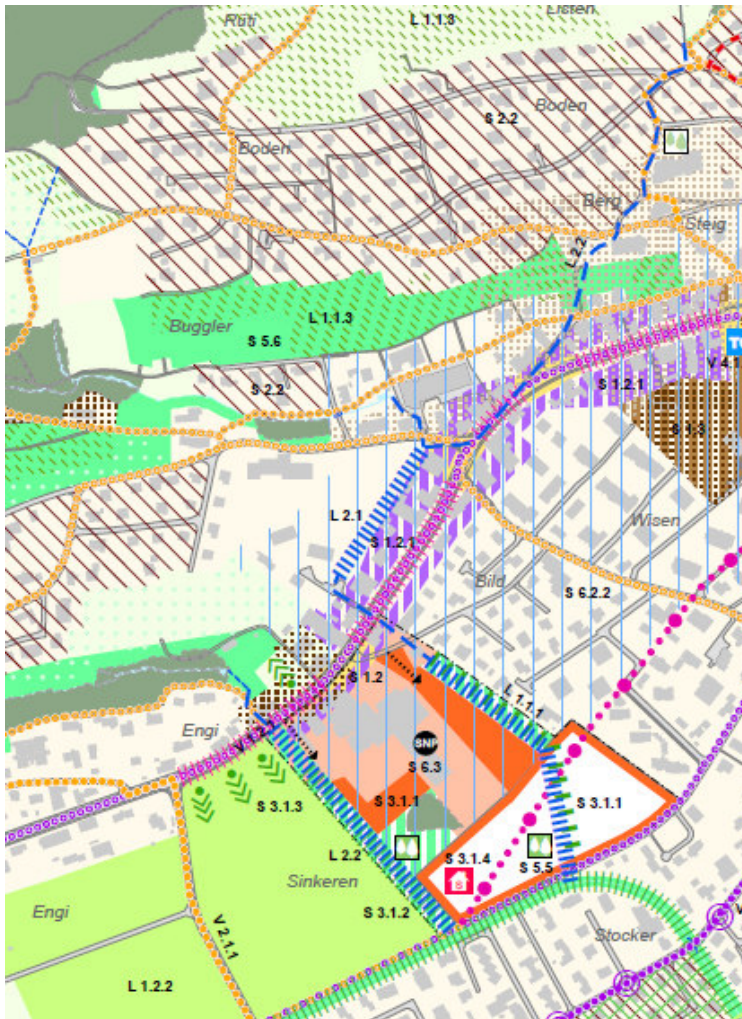 Rüti
L 1.1.3
Listen
S 2.2
Boden
Boden
Berg
Steig
L 2.2
L 1.1.3
Buggler
S 5.6
S 2.2
S 1.2.1
V 4.1
S 1.3
L 2.1
S 1.2.1
Wisen
Bild
S 6.2.2
S 1.2
L 1.1.1
Engi
SNP
S 6.3
S 3.1.3
S 3.1.1
S 3.1.1
L 2.2
S 3.1.4
S 5.5
S
Sinkeren
S 3.1.2
Engi
V 2.1.1
Stocker
L 1.2.2